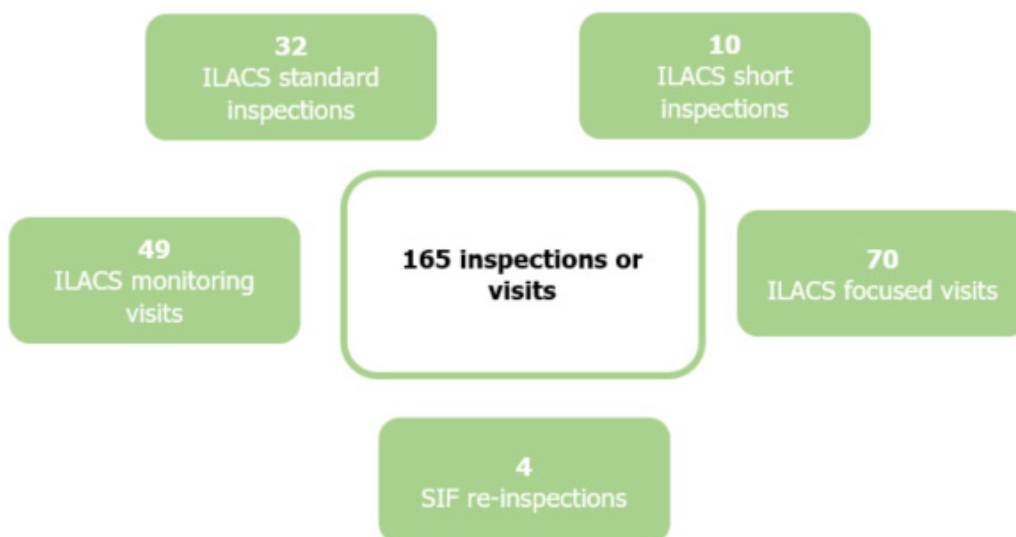 32
ILACS standard
inspections
10
ILACS short
inspections
49
ILACS monitoring
visits
165 inspections or
visits
70
ILACS focused visits
4
SIF re-inspections